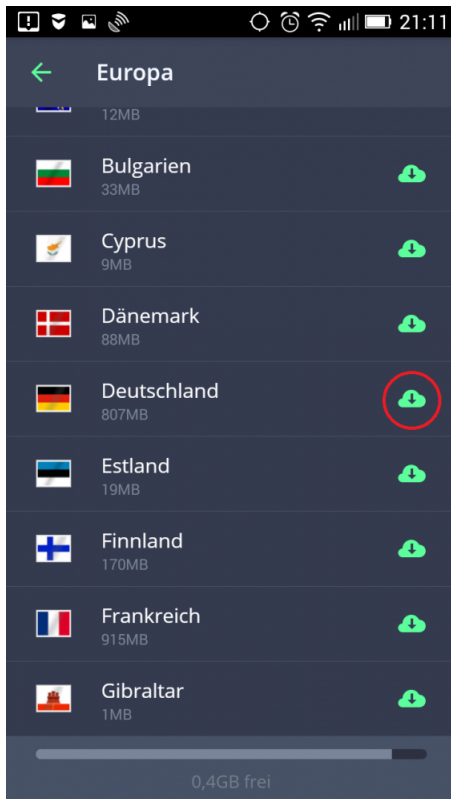 21:11
Europa
12MB
Bulgarien
33MB
Cyprus
9MB
Dänemark
88MB
Deutschland
807MB
Estland
19MB
Finnland
170MB
Frankreich
915MB
Gibraltar
1MB
0,4GB frei